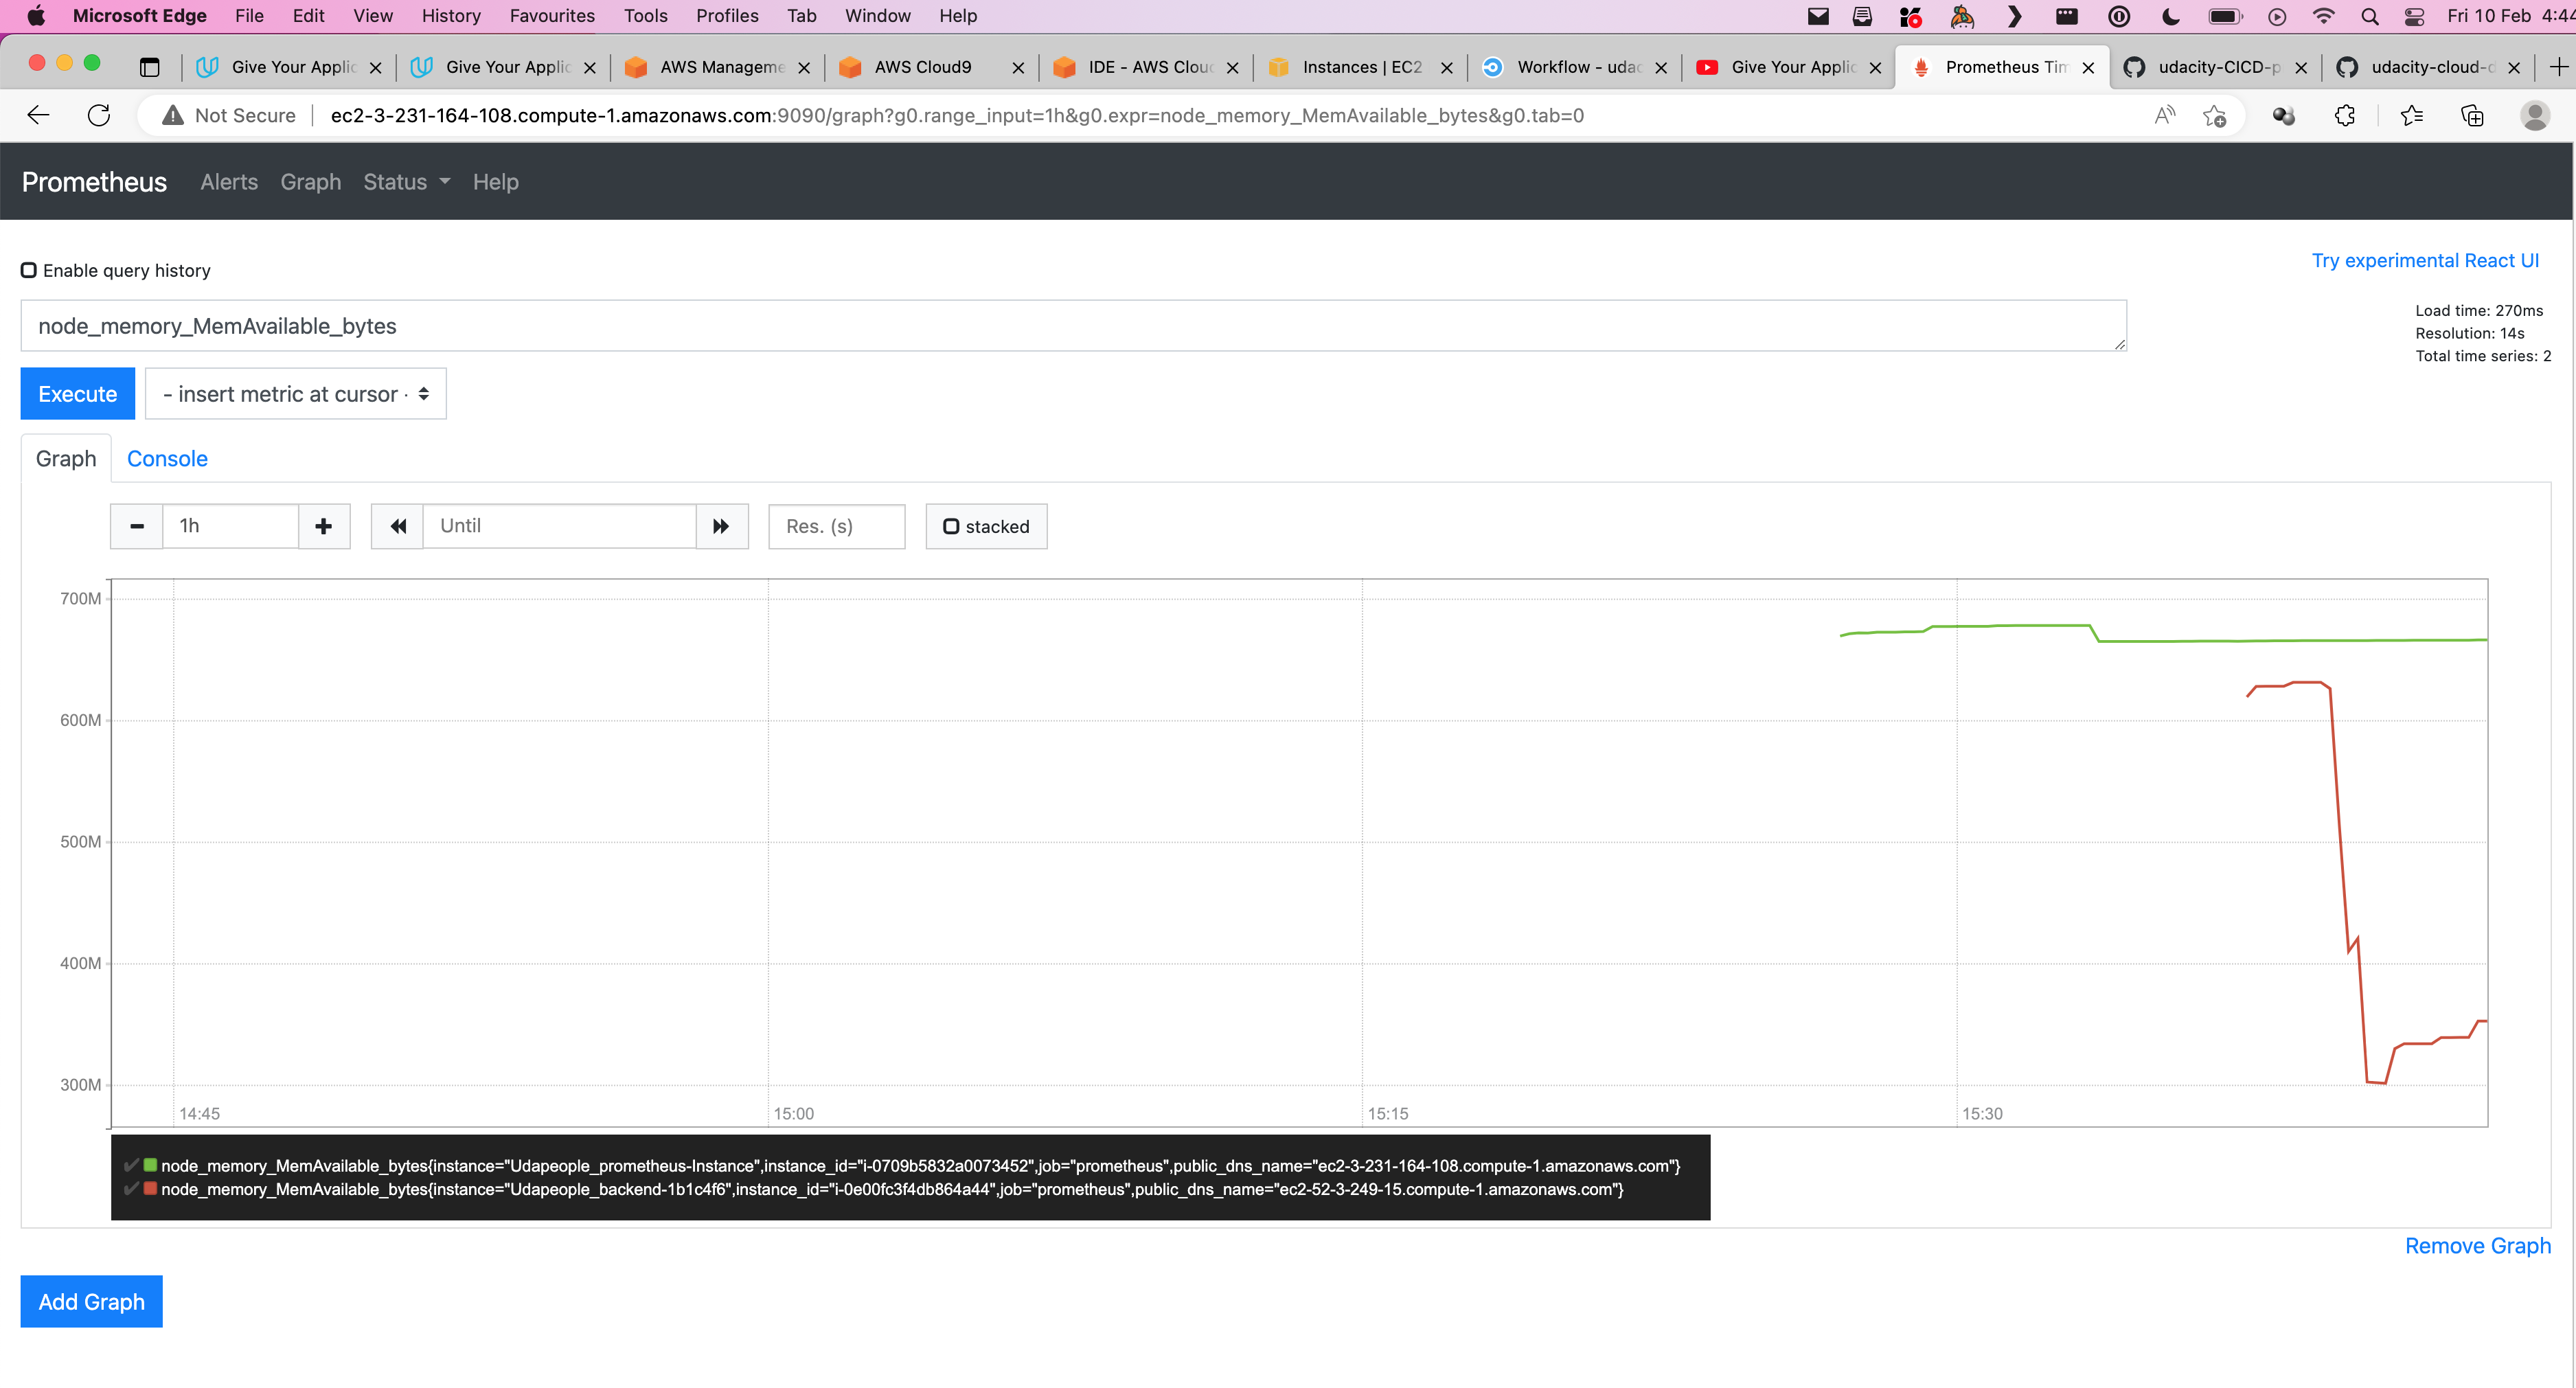 Microsoft Edge File Edit View History Favourites Tools Profiles Tab Window Help Fri 10 Feb 4:44
Give Your Applic Give Your Applic AWS Manageme AWS Cloud9 IDE - AWS Clou Instances | EC2 Workflow - udac Give Your Applic Prometheus Tim udacity-CICD-p udacity-cloud-d
Not Secure ec2-3-231-164-108.compute-1.amazonaws.com:9090/graph?g0.range_input=1h&g0.expr=node_memory_MemAvailable_bytes&g0.tab=0
Prometheus Alerts Graph Status Help
Enable query history
Try experimental React UI
node_memory_MemAvailable_bytes
Load time: 270ms
Resolution: 14s
Total time series: 2
Execute - insert metric at cursor -
Graph Console
1h Until Res. (s) stacked
700M
600M
500M
400M
300M
14:45 15:00 15:15 15:30
node_memory_MemAvailable_bytes{instance="Udapeople_prometheus-Instance",instance_id="i-0709b5832a0073452",job="prometheus",public_dns_name="ec2-3-231-164-108.compute-1.amazonaws.com"}
node_memory_MemAvailable_bytes{instance="Udapeople_backend-1b1c4f6",instance_id="i-0e00fc3f4db864a44",job="prometheus",public_dns_name="ec2-52-3-249-15.compute-1.amazonaws.com"}
Remove Graph
Add Graph